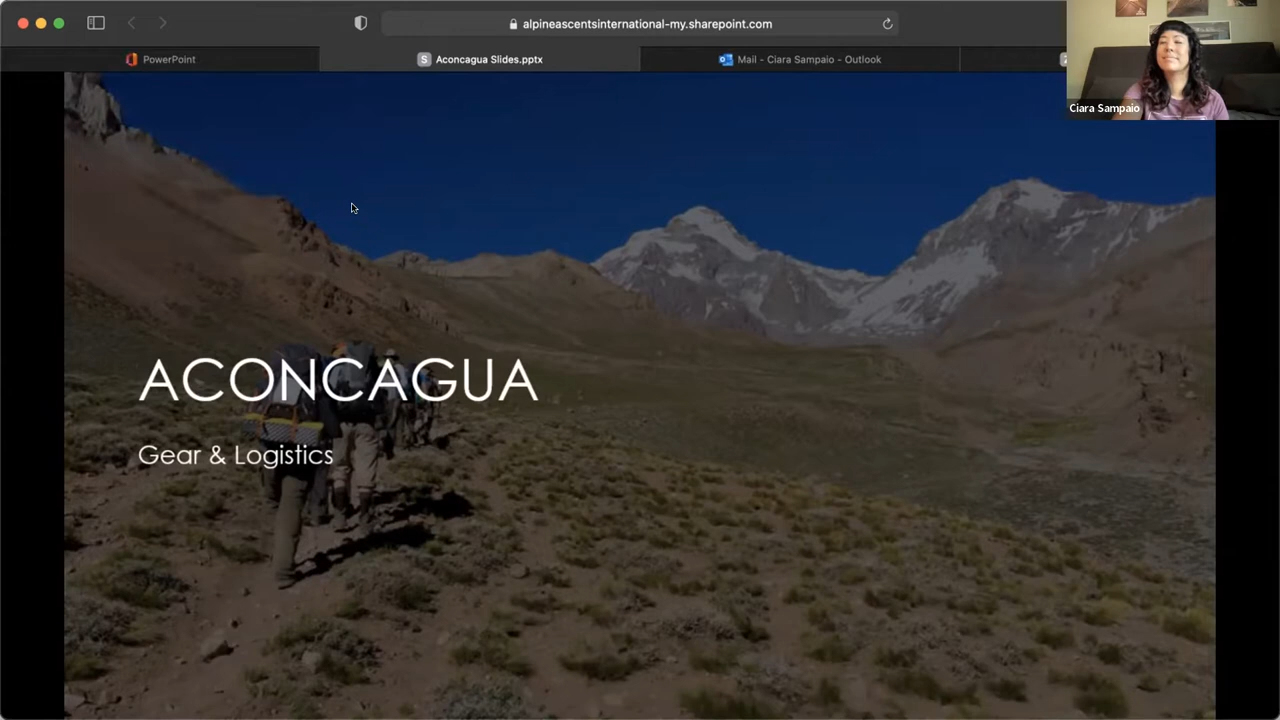 alpineascentsinternational-my.sharepoint.com
PowerPoint
S Aconcagua Slides.pptx
Mail - Ciara Sampaio - Outlook
Ciara Sampaio
ACONCAGUA
Gear & Logistics